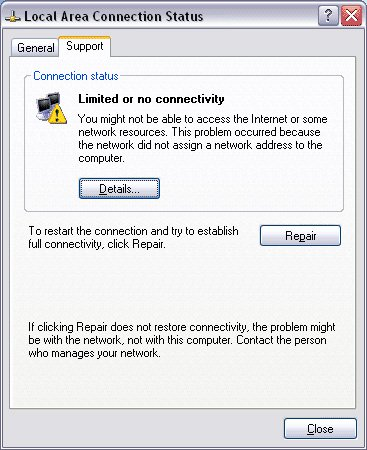 Local Area Connection Status
General
Support
Connection status
Limited or no connectivity
You might not be able to access the Internet or some
network resources. This problem occurred because
the network did not assign a network address to the
computer.
Details...
To restart the connection and try to establish
full connectivity, click Repair.
Repair
If clicking Repair does not restore connectivity, the problem might
be with the network, not with this computer. Contact the person
who manages your network.
Close